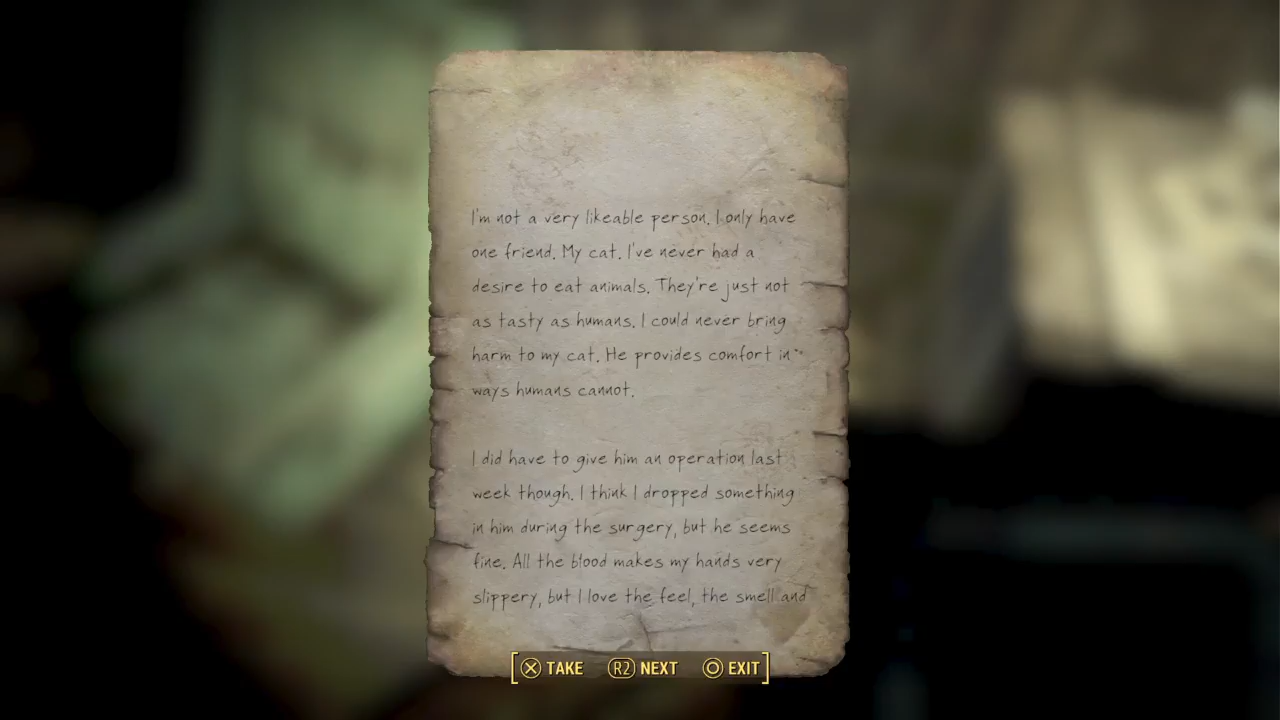 I'm not a very likeable person. I only have
one friend. My cat. I've never had a
desire to eat animals. They're just not
as tasty as humans. I could never bring
harm to my cat. He provides comfort in
ways humans cannot.
I did have to give him an operation last
week though. I think I dropped something
in him during the surgery, but he seems
fine. All the blood makes my hands very
slippery, but I love the feel, the smell and
TAKE R2 NEXT EXIT